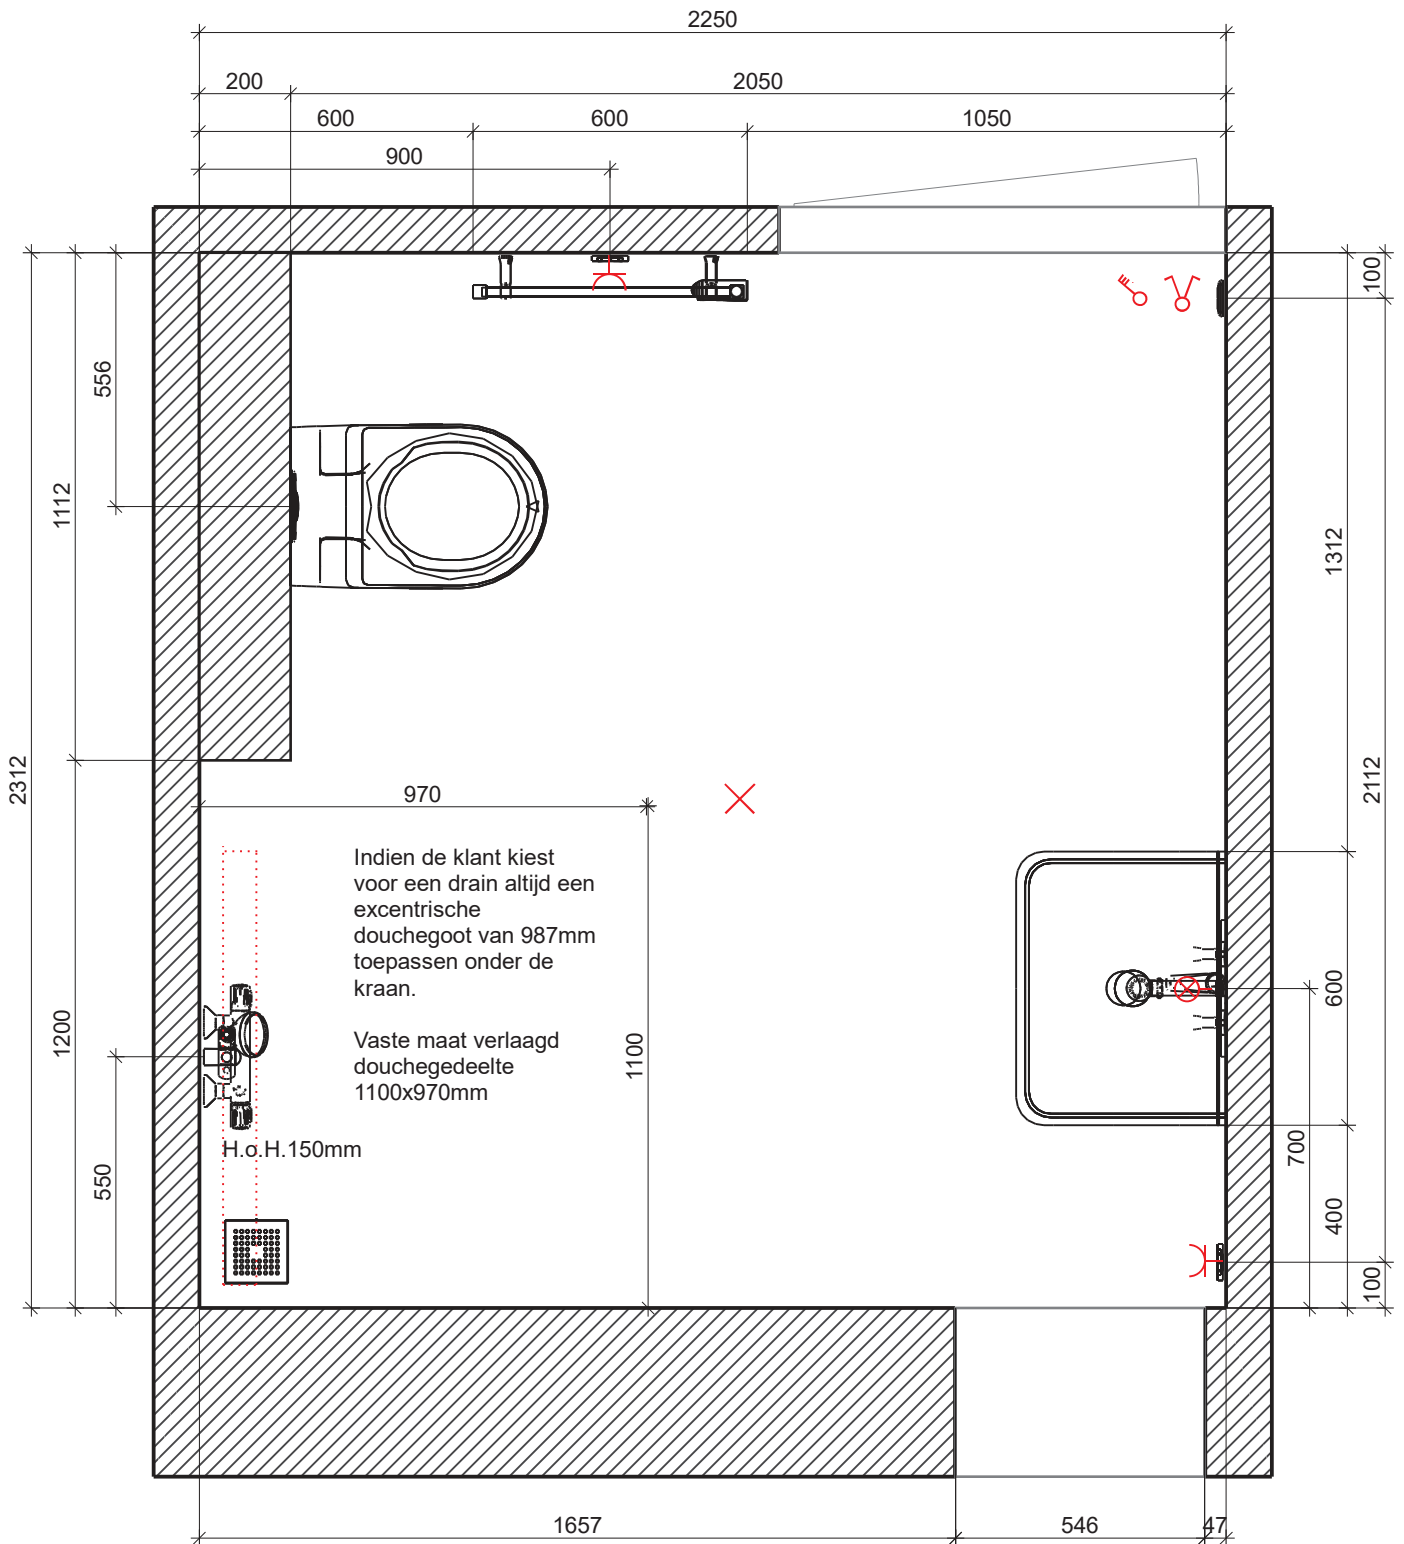 2250
200
2050
600
600
1050
900
100
556
1112
1312
2312
2112
970
Indien de klant kiest
voor een drain altijd een
excentrische
douchegoot van 987mm
toepassen onder de
kraan.
Vaste maat verlaagd
douchegedeelte
1100x970mm
1200
1100
600
H.o.H.150mm
550
700
400
100
1657
546
47